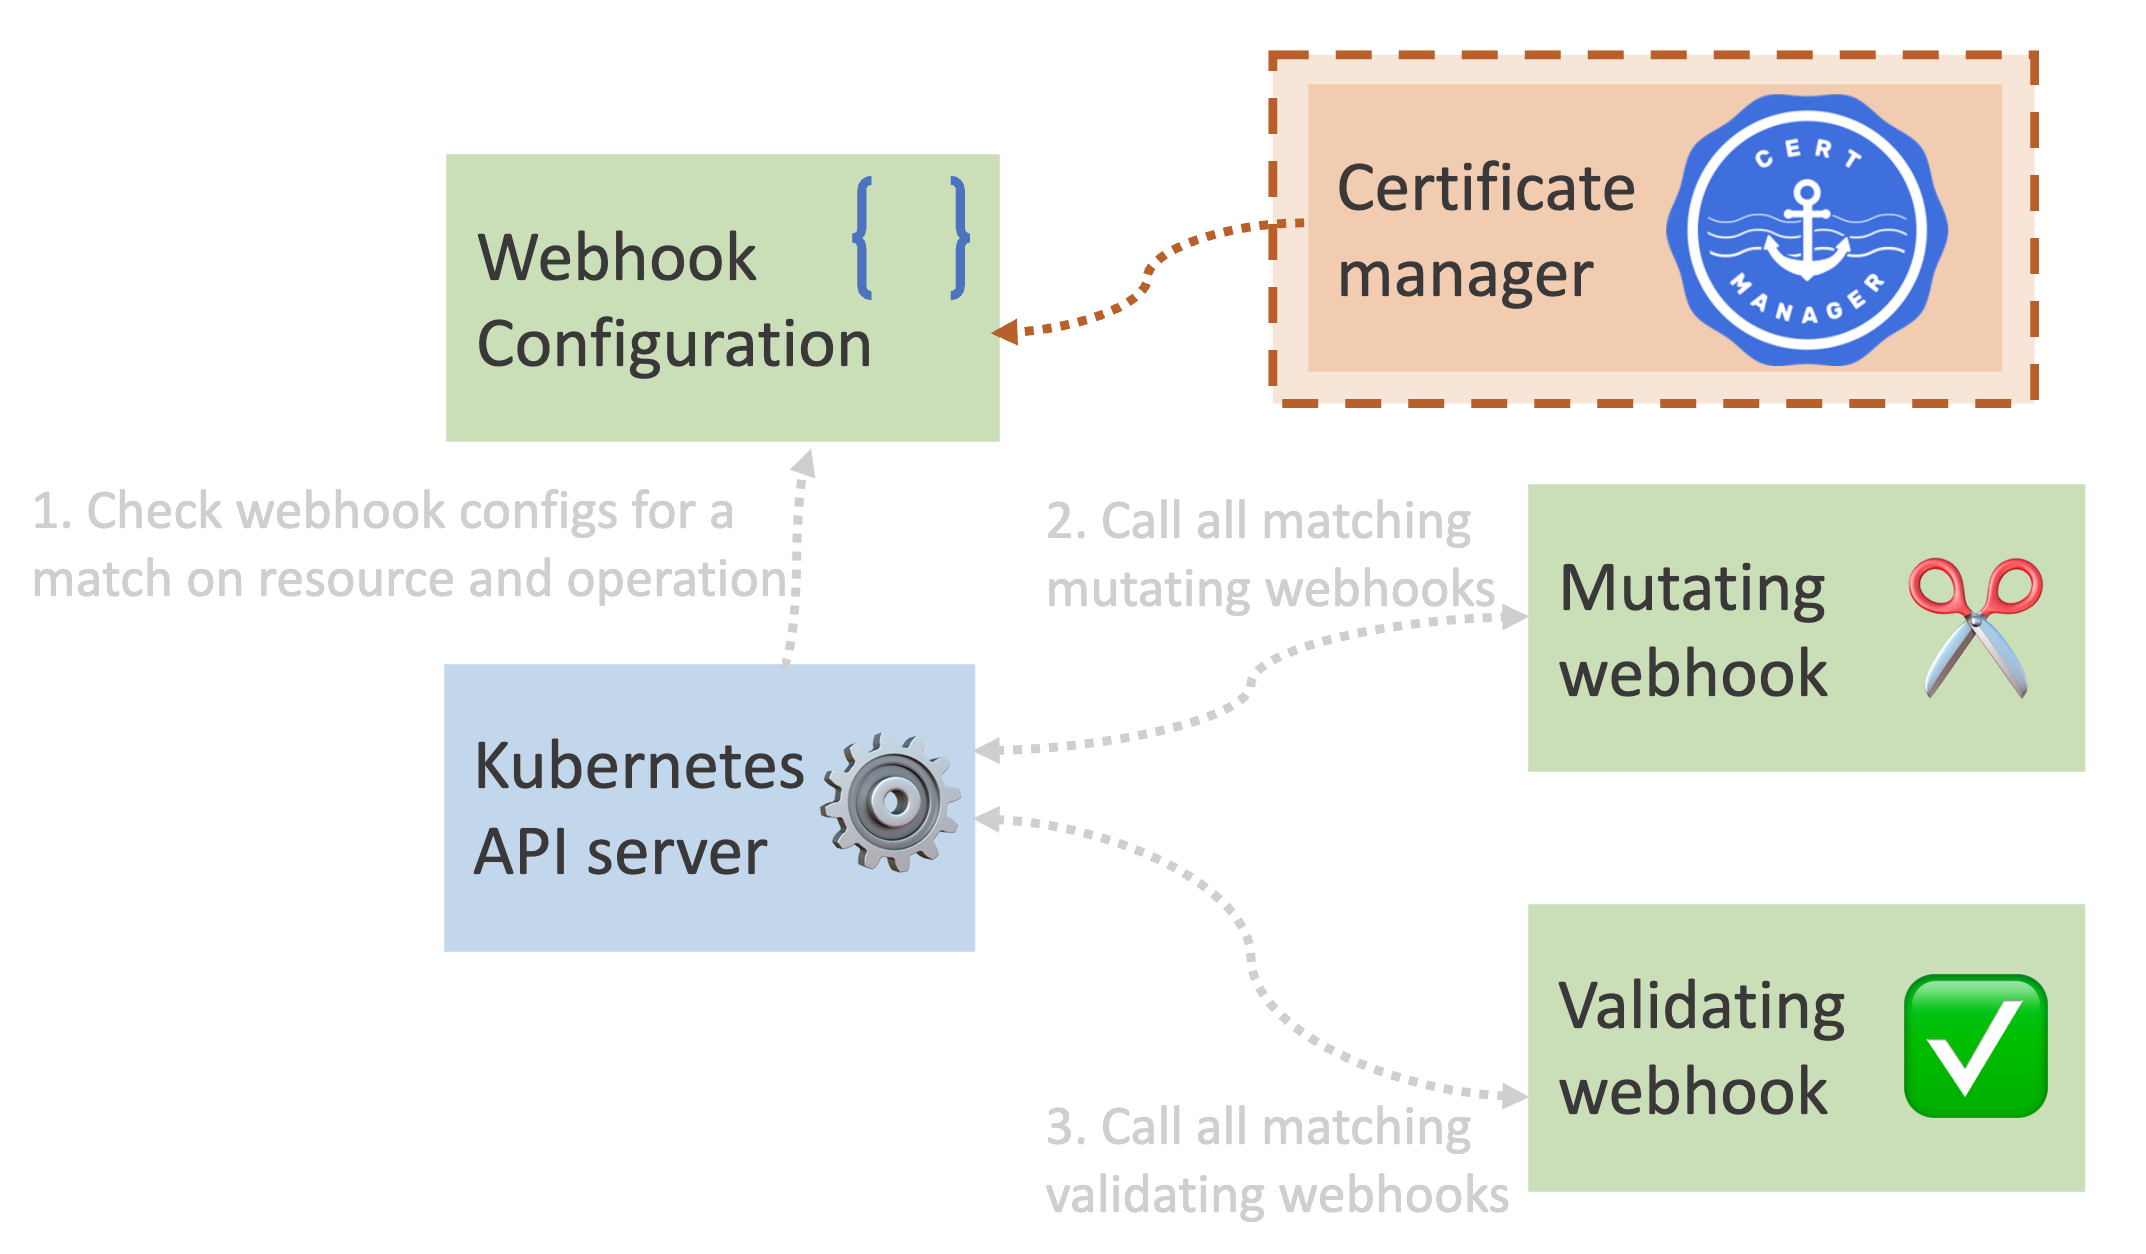 Certificate
manager
CERT
MANAGER
Webhook
Configuration
{ }
1. Check webhook configs for a
match on resource and operation
2. Call all matching
mutating webhooks
Mutating
webhook
Kubernetes
API server
Validating
webhook
3. Call all matching
validating webhooks